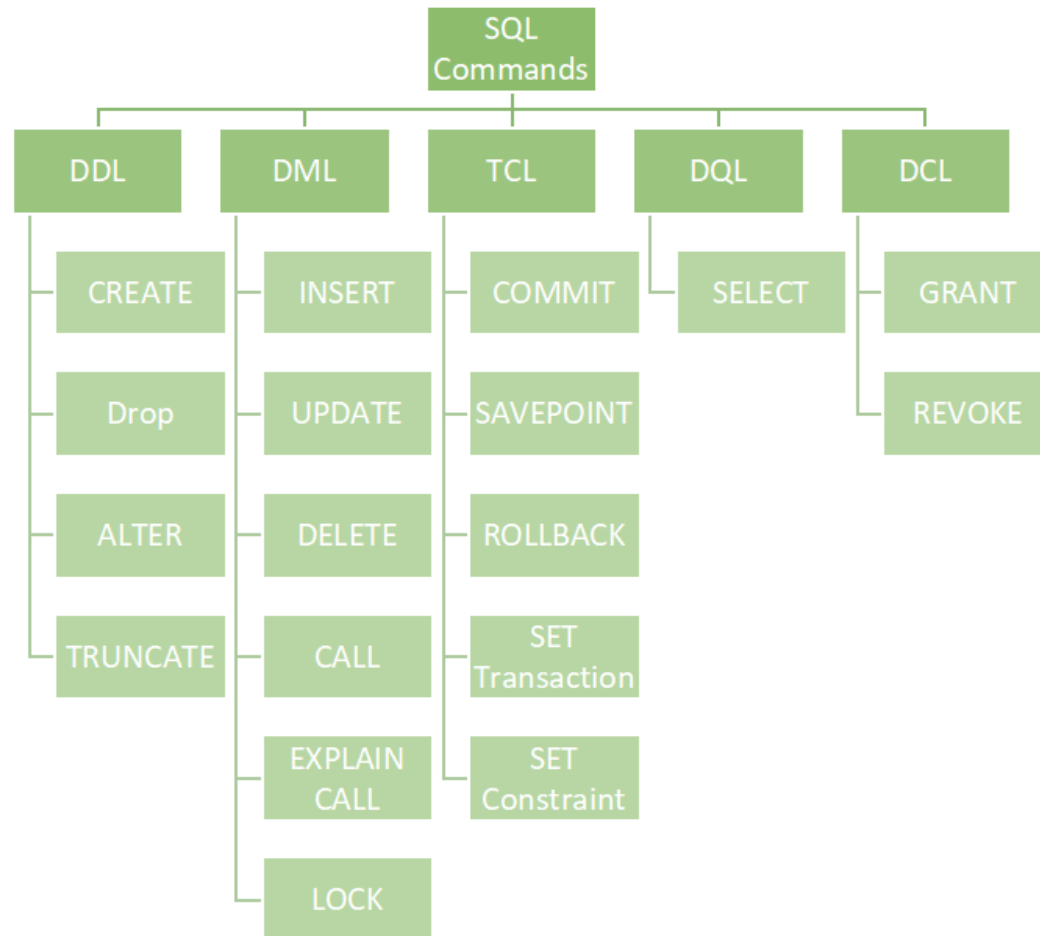 SQL
Commands
DDL
DML
TCL
DQL
DCL
CREATE
INSERT
COMMIT
SELECT
GRANT
Drop
UPDATE
SAVEPOINT
REVOKE
ALTER
DELETE
ROLLBACK
TRUNCATE
CALL
SET
Transaction
EXPLAIN
CALL
SET
Constraint
LOCK